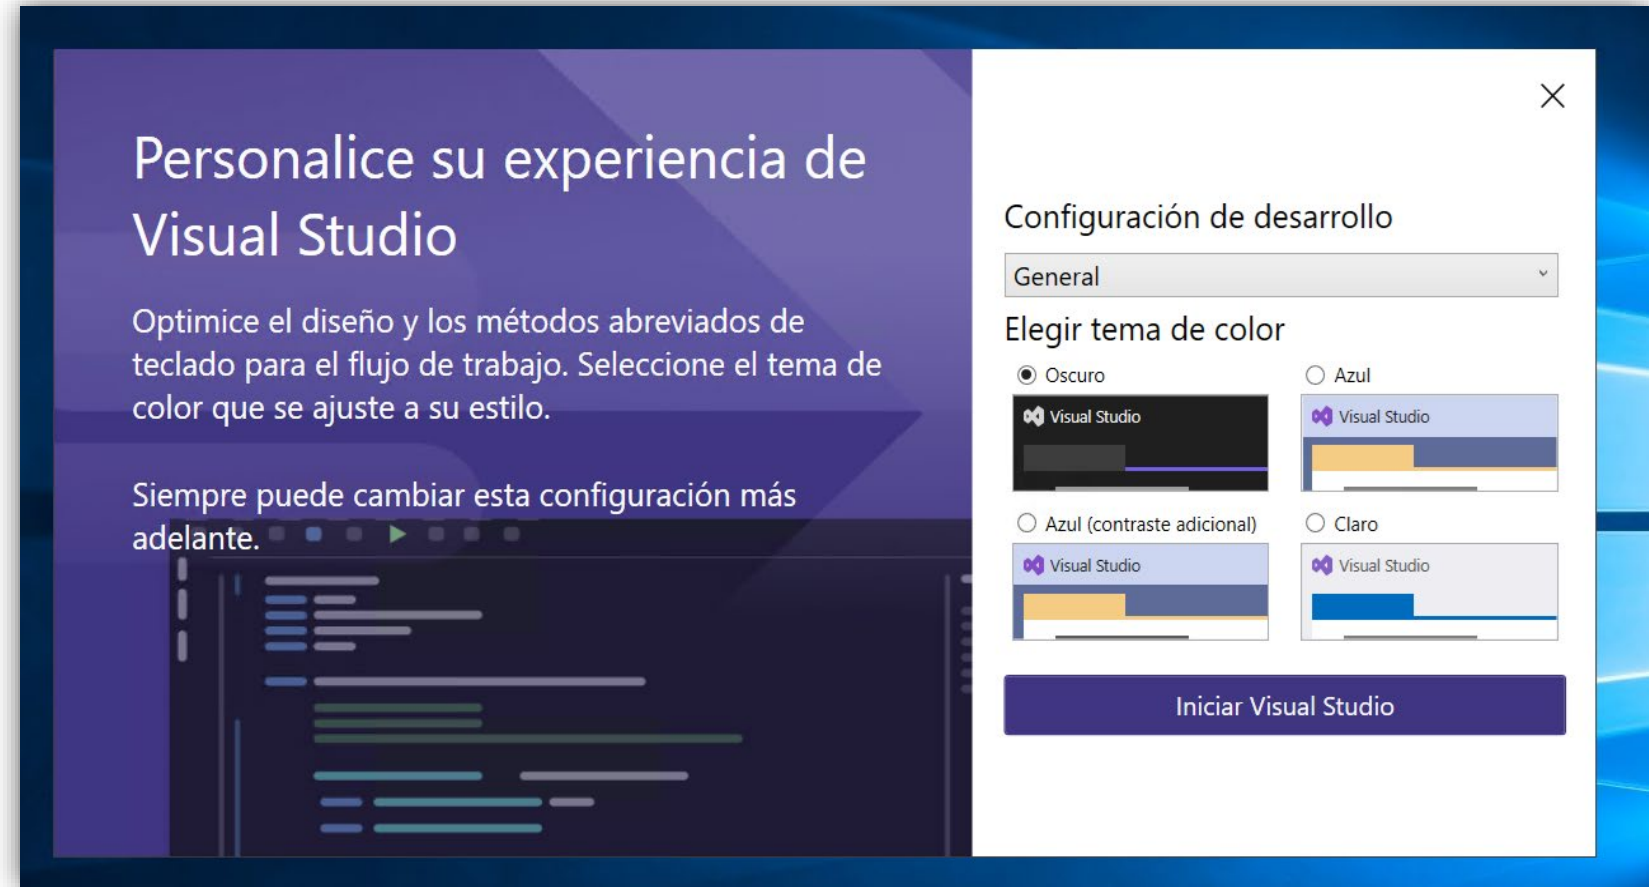 Personalice su experiencia de
Visual Studio
Optimice el diseño y los métodos abreviados de
teclado para el flujo de trabajo. Seleccione el tema de
color que se ajuste a su estilo.
Siempre puede cambiar esta configuración más
adelante.
Configuración de desarrollo
General
Elegir tema de color
Oscuro
Azul
Visual Studio
Visual Studio
Azul (contraste adicional)
Claro
Visual Studio
Visual Studio
Iniciar Visual Studio